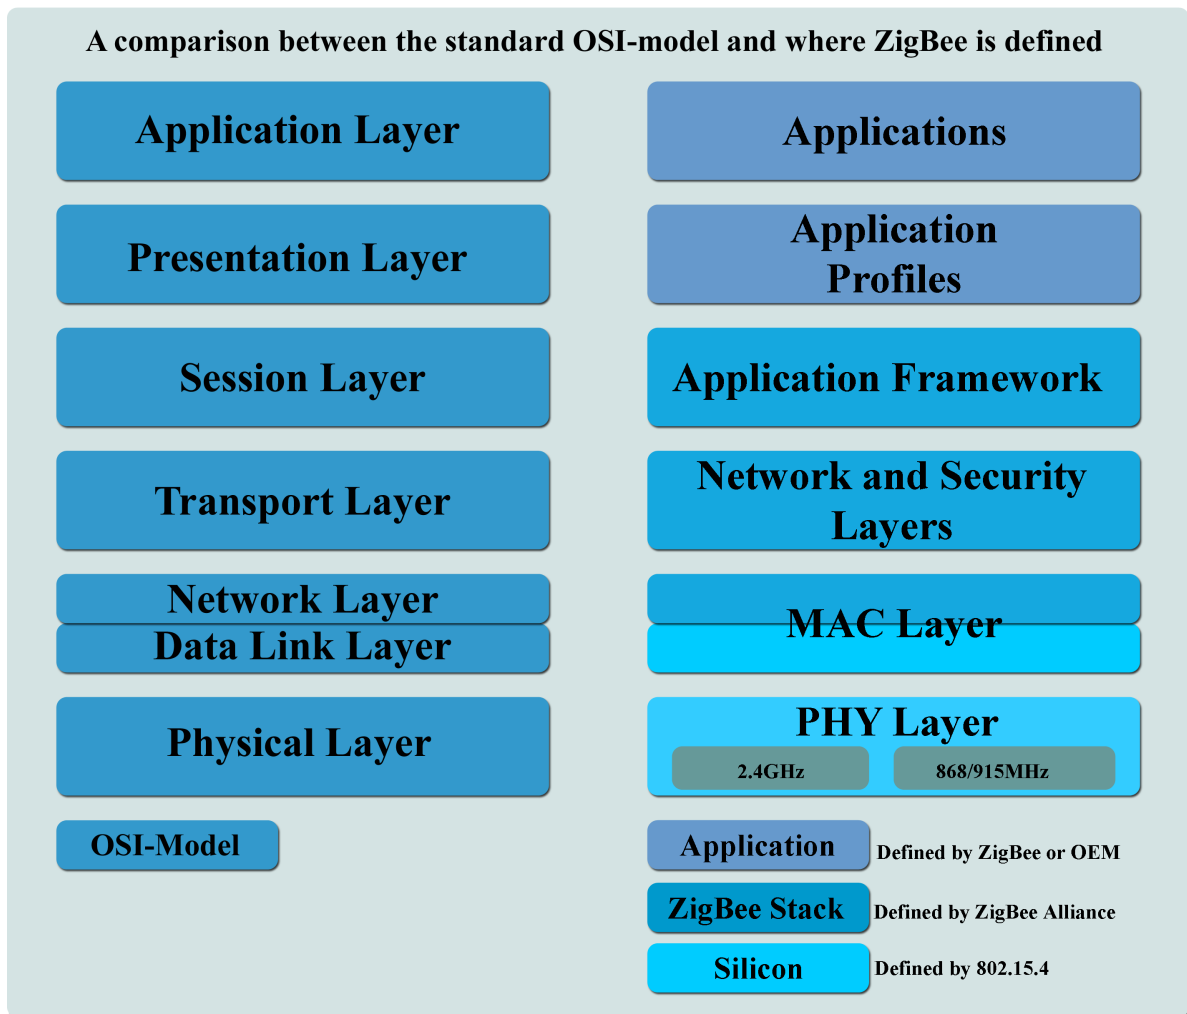 A comparison between the standard OSI-model and where ZigBee is defined
Application Layer
Applications
Presentation Layer
Application
Profiles
Session Layer
Application Framework
Transport Layer
Network and Security
Layers
Network Layer
Data Link Layer
MAC Layer
Physical Layer
PHY Layer
2.4GHz
868/915MHz
OSI-Model
Application
Defined by ZigBee or OEM
ZigBee Stack
Defined by ZigBee Alliance
Silicon
Defined by 802.15.4